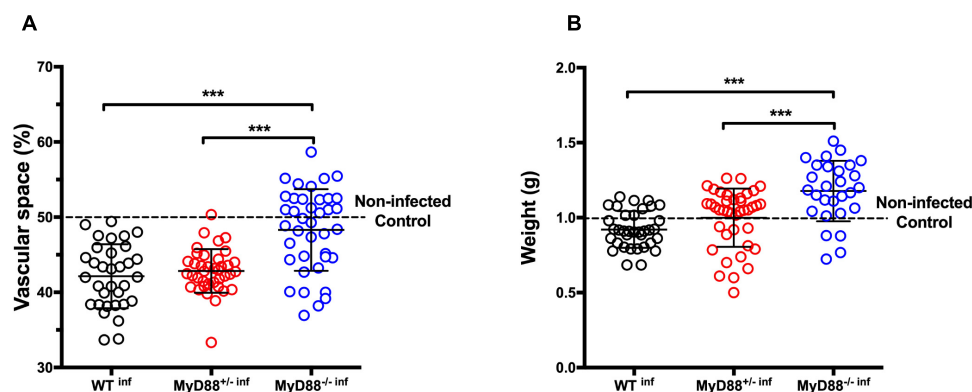 A
Vascular space (%)
70
60
50
40
30
***
***
Non-infected
Control
WT inf
MyD88+/- inf
MyD88-/- inf
B
Weight (g)
2.0
1.5
1.0
0.5
0.0
***
***
Non-infected
Control
WT inf
MyD88+/- inf
MyD88-/- inf